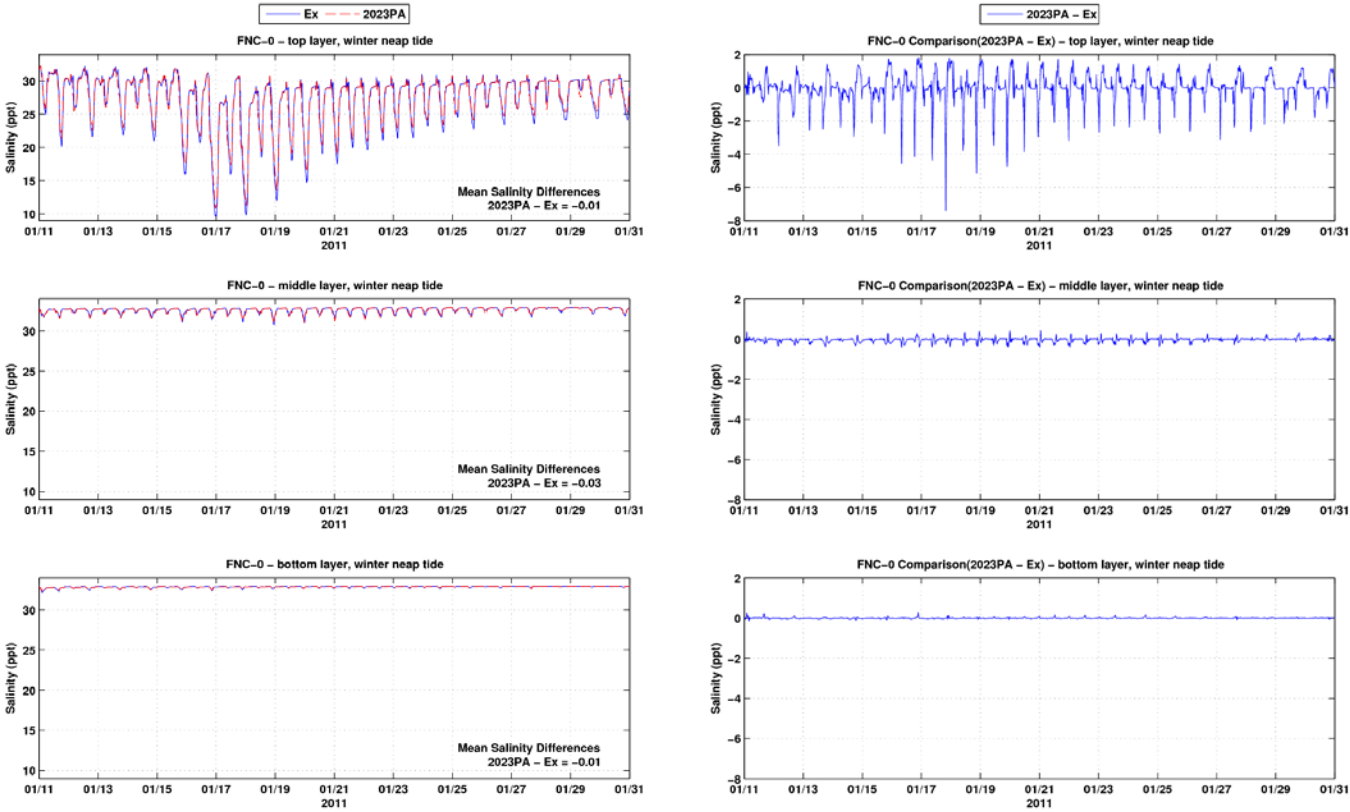 Ex 2023PA
FNC−0 − top layer, winter neap tide
Salinity (ppt)
30
25
20
15
10
Mean Salinity Differences
2023PA − Ex = −0.01
01/11 01/13 01/15 01/17 01/19 01/21 01/23 01/25 01/27 01/29 01/31
2011
2023PA − Ex
FNC−0 Comparison(2023PA − Ex) − top layer, winter neap tide
Salinity (ppt)
2
0
−2
−4
−6
−8
01/11 01/13 01/15 01/17 01/19 01/21 01/23 01/25 01/27 01/29 01/31
2011
FNC−0 − middle layer, winter neap tide
Salinity (ppt)
30
25
20
15
10
Mean Salinity Differences
2023PA − Ex = −0.03
01/11 01/13 01/15 01/17 01/19 01/21 01/23 01/25 01/27 01/29 01/31
2011
FNC−0 Comparison(2023PA − Ex) − middle layer, winter neap tide
Salinity (ppt)
2
0
−2
−4
−6
−8
01/11 01/13 01/15 01/17 01/19 01/21 01/23 01/25 01/27 01/29 01/31
2011
FNC−0 − bottom layer, winter neap tide
Salinity (ppt)
30
25
20
15
10
Mean Salinity Differences
2023PA − Ex = −0.01
01/11 01/13 01/15 01/17 01/19 01/21 01/23 01/25 01/27 01/29 01/31
2011
FNC−0 Comparison(2023PA − Ex) − bottom layer, winter neap tide
Salinity (ppt)
2
0
−2
−4
−6
−8
01/11 01/13 01/15 01/17 01/19 01/21 01/23 01/25 01/27 01/29 01/31
2011